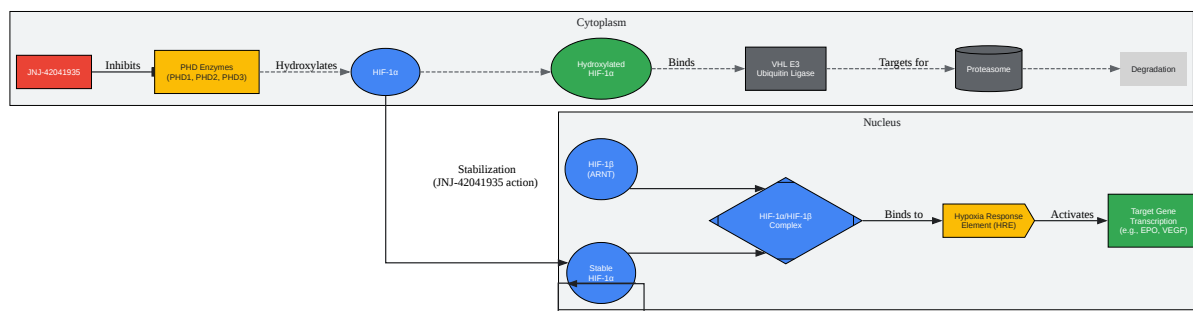 Cytoplasm
JNJ-42041935
Inhibits
PHD Enzymes
(PHD1, PHD2, PHD3)
Hydroxylates
HIF-1α
Hydroxylated
HIF-1α
Binds
VHL E3
Ubiquitin Ligase
Targets for
Proteasome
Degradation
Nucleus
Stabilization
(JNJ-42041935 action)
HIF-1β
(ARNT)
HIF-1α/HIF-1β
Complex
Binds to
Hypoxia Response
Element (HRE)
Activates
Target Gene
Transcription
(e.g., EPO, VEGF)
Stable
HIF-1α